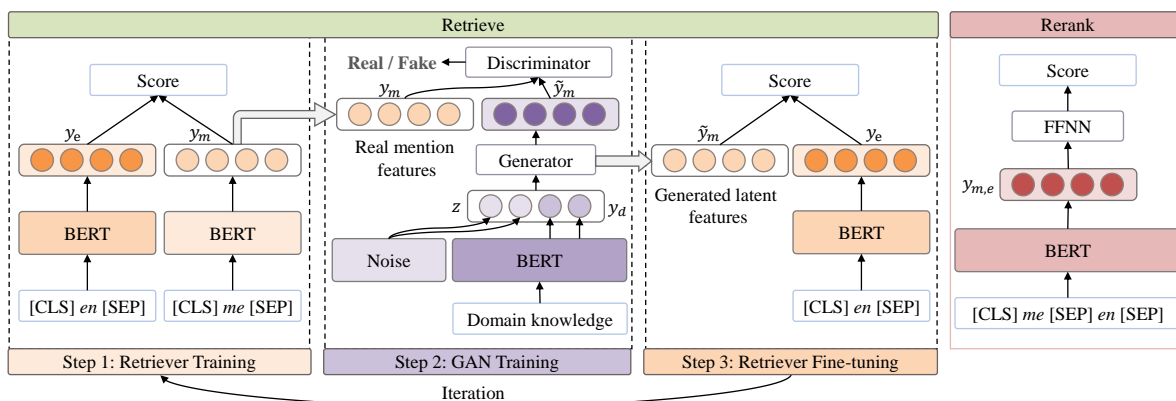 Retrieve
Rerank
Score
y_e
y_m
BERT
BERT
[CLS] en [SEP]
[CLS] me [SEP]
Step 1: Retriever Training
Real / Fake
Discriminator
y_m
ỹ_m
Real mention
features
Generator
z
y_d
Noise
BERT
Domain knowledge
Step 2: GAN Training
Score
ỹ_m
y_e
Generated latent
features
BERT
[CLS] en [SEP]
Step 3: Retriever Fine-tuning
Iteration
Score
FFNN
y_{m,e}
BERT
[CLS] me [SEP] en [SEP]